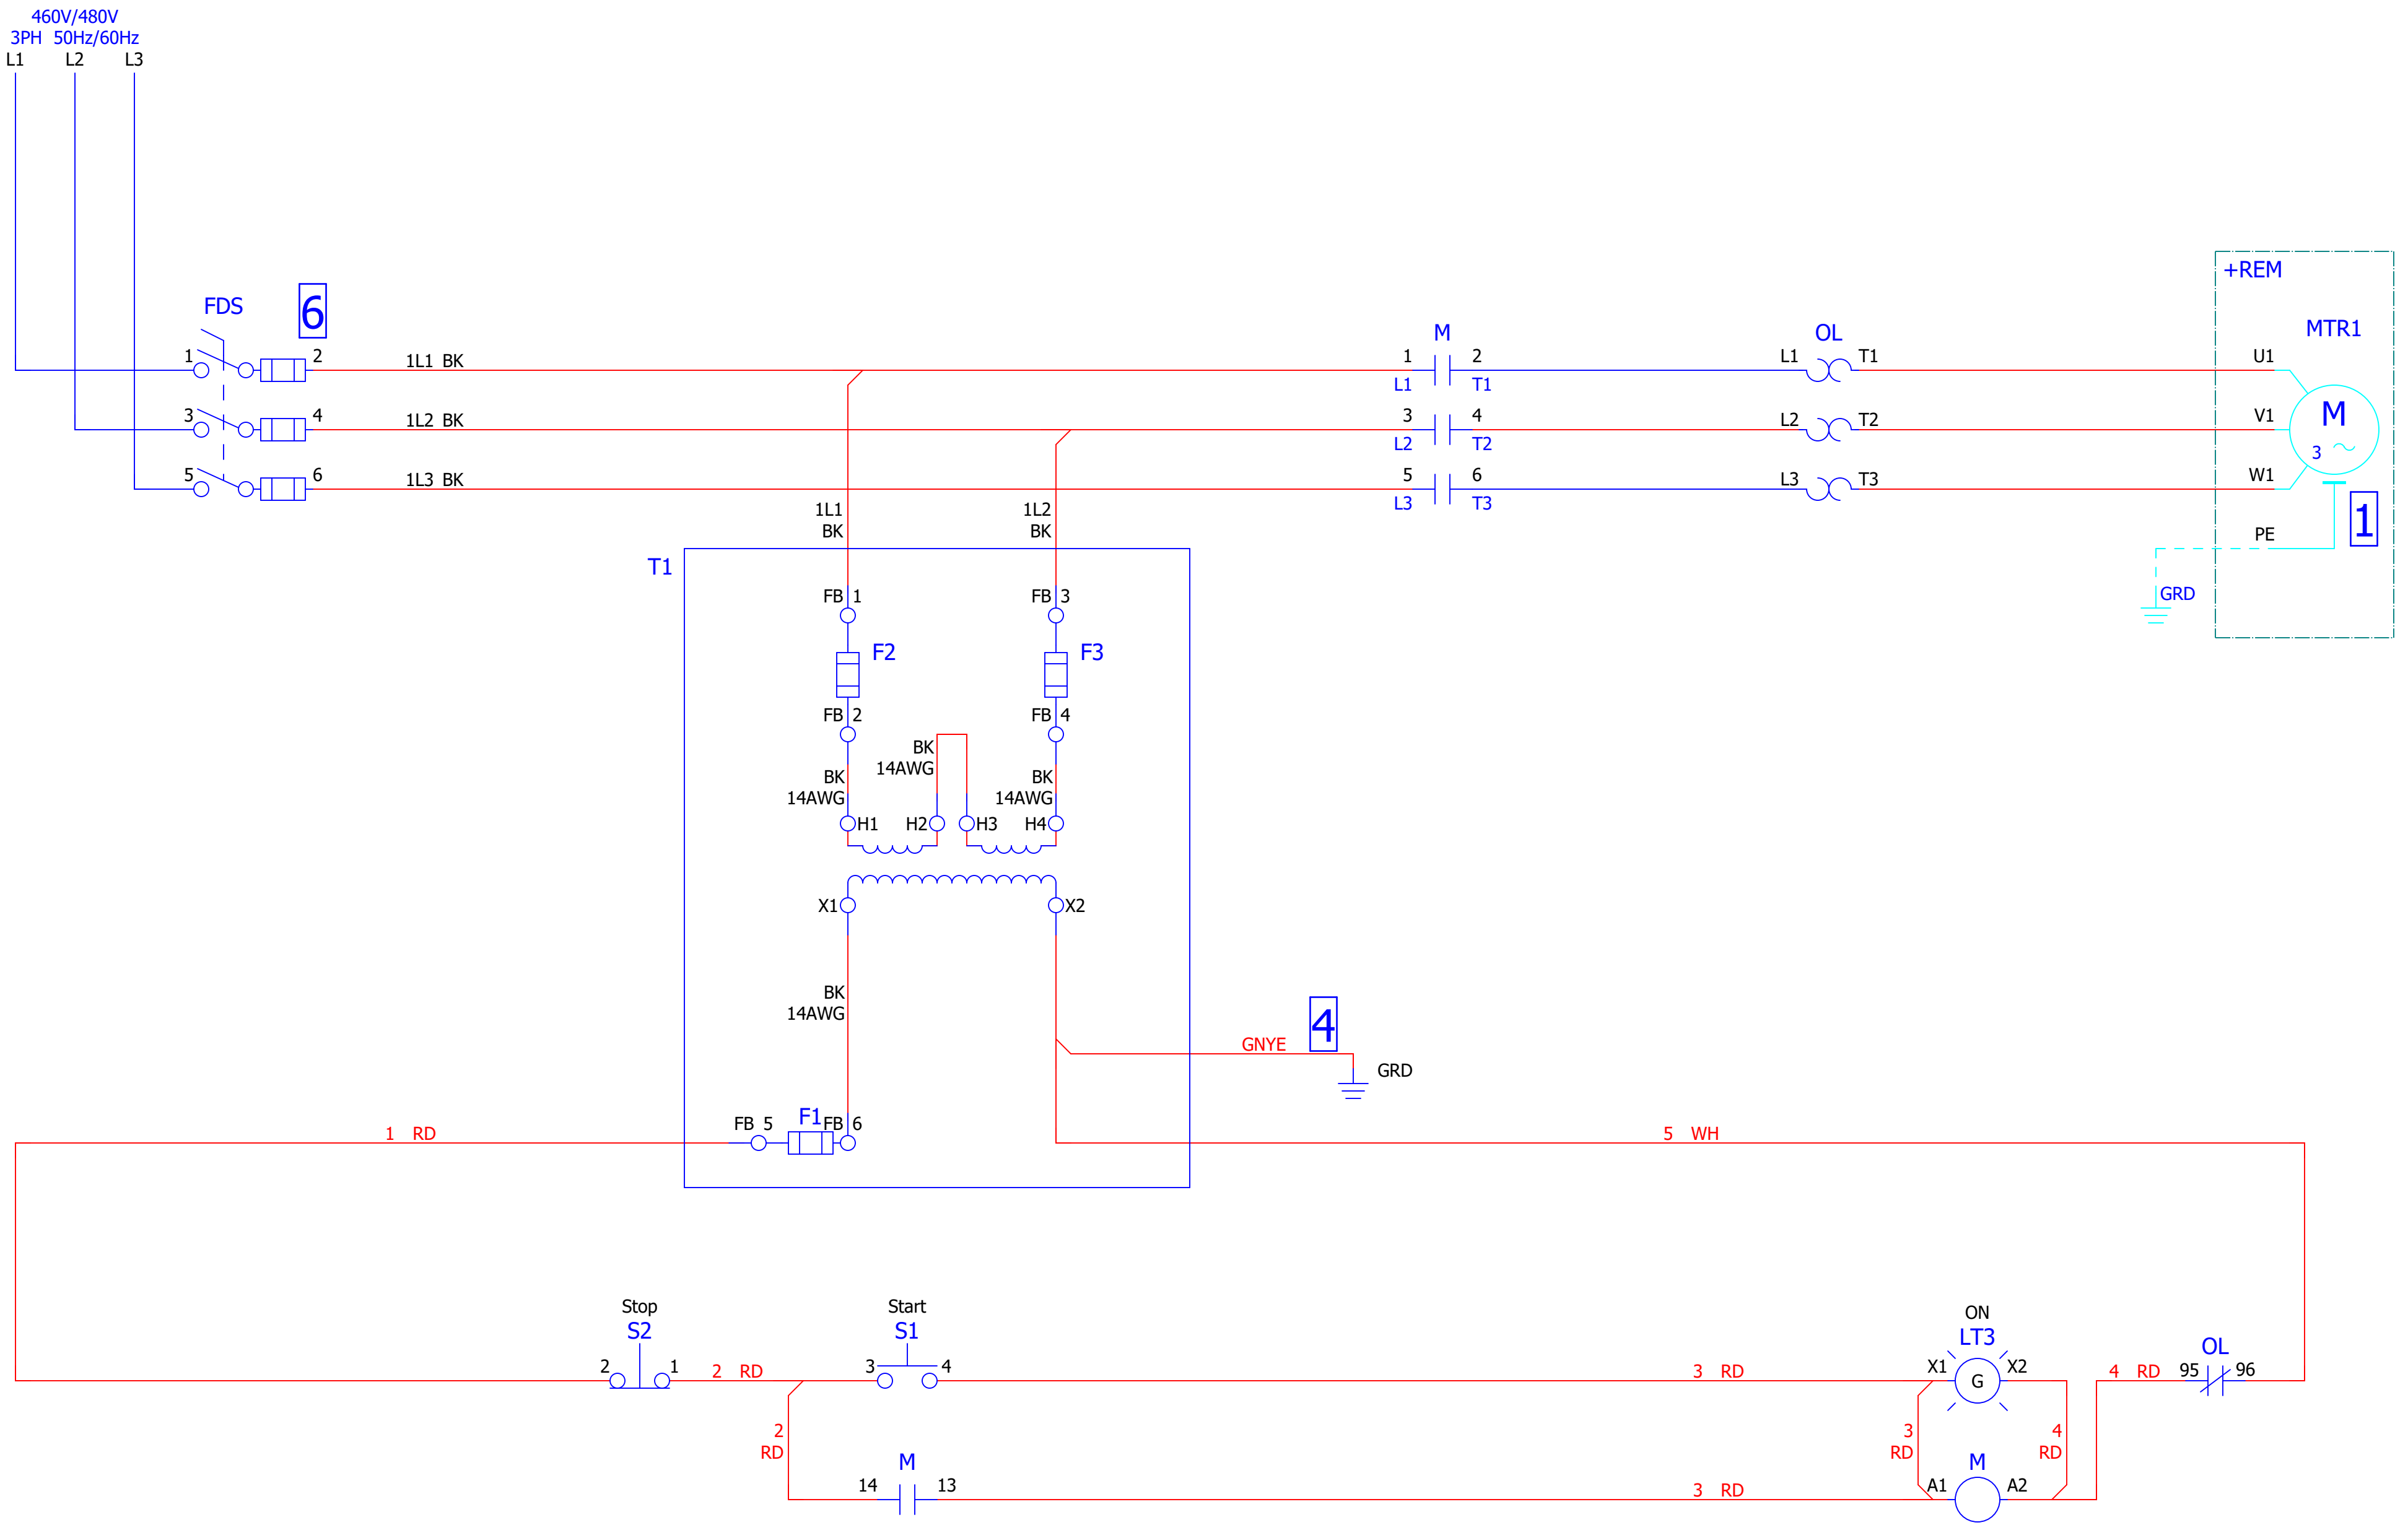 460V/480V
3PH 50Hz/60Hz
L1 L2 L3
FDS 6
1 2 1L1 BK
3 4 1L2 BK
5 6 1L3 BK
M
1 2
L1 T1
3 4
L2 T2
5 6
L3 T3
OL
L1 T1
L2 T2
L3 T3
+REM
MTR1
U1
V1
W1
M
3
1
PE
GRD
1L1
BK
1L2
BK
T1
FB 1
FB 3
F2
F3
FB 2
FB 4
BK
14AWG
BK
14AWG
BK
14AWG
H1 H2 H3 H4
X1 X2
BK
14AWG
GNYE
4
GRD
F1
FB 5 FB 6
1 RD
5 WH
Stop
S2
2 1
2 RD
Start
S1
3 4
3 RD
ON
LT3
X1 G X2
4 RD
OL
95 96
2
RD
M
14 13
3 RD
3
RD
4
RD
M
A1 A2